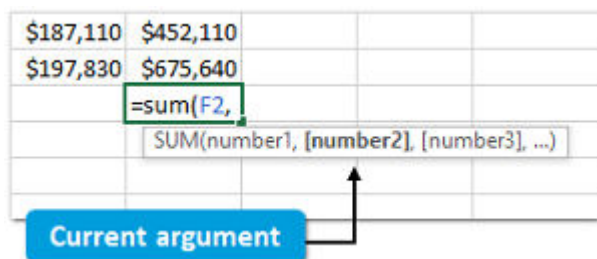 $187,110 $452,110
$197,830 $675,640
=sum(F2,
SUM(number1, [number2], [number3], ...)
Current argument